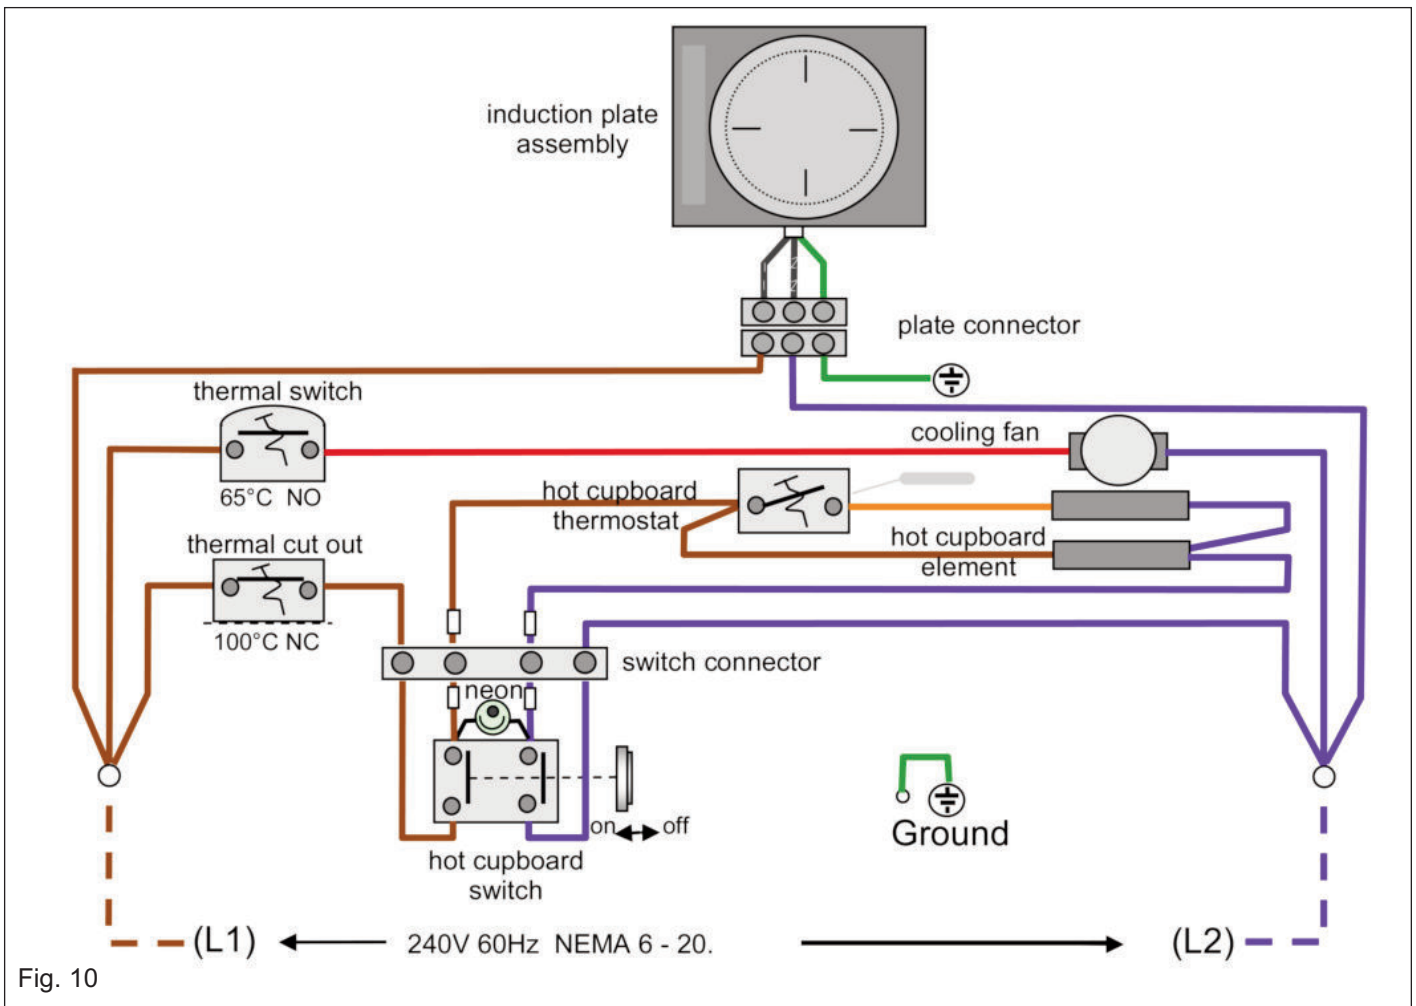 induction plate
assembly
plate connector
thermal switch
65°C NO
cooling fan
hot cupboard
thermostat
hot cupboard
element
thermal cut out
100°C NC
switch connector
neon
on
off
hot cupboard
switch
Ground
(L1)
240V 60Hz NEMA 6 - 20.
(L2)
Fig. 10